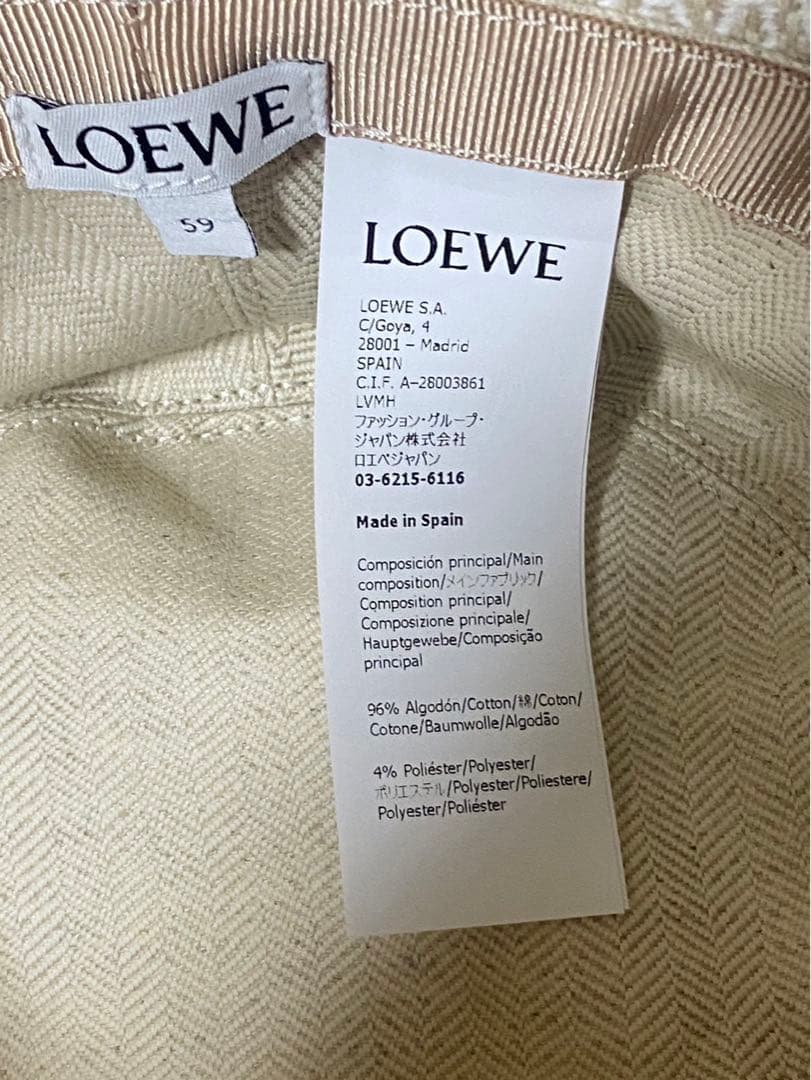 LOEWE
59
LOEWE
LOEWE S.A.
C/Goya, 4
28001 – Madrid
SPAIN
C.I.F. A–28003861
LVMH
ファッション・グループ・
ジャパン株式会社
ロエベジャパン
03-6215-6116
Made in Spain
Composición principal/Main
composition/メインファブリック/
Composition principal/
Composizione principale/
Hauptgewebe/Composição
principal
96% Algodón/Cotton/綿/Coton/
Cotone/Baumwolle/Algodão
4% Poliéster/Polyester/
ポリエステル/Polyester/Poliestere/
Polyester/Poliéster